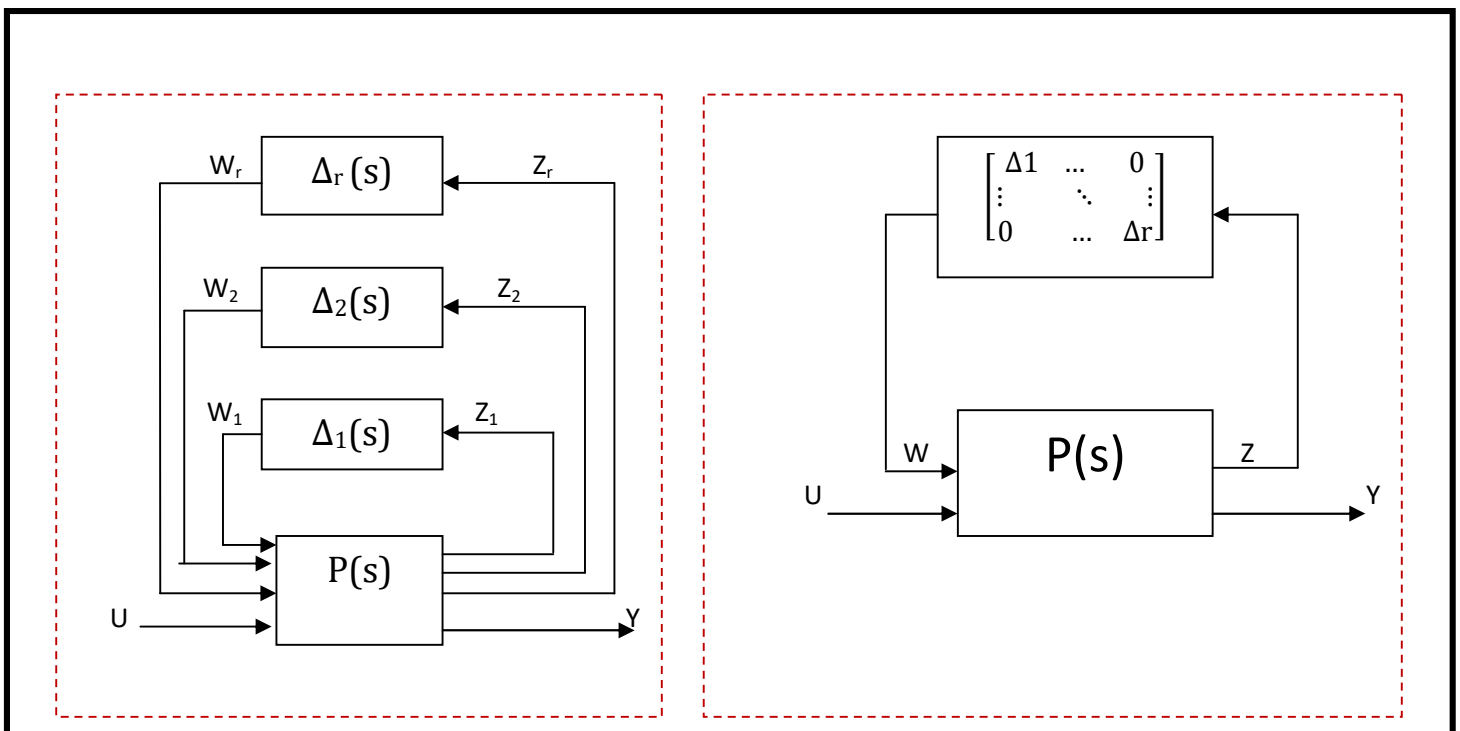 Wᵣ
Δᵣ (s)
Zᵣ
W₂
Δ₂(s)
Z₂
W₁
Δ₁(s)
Z₁
P(s)
U
Y
Δ1 ... 0
⋮ ⋱ ⋮
0 ... Δr
W
P(s)
Z
U
Y